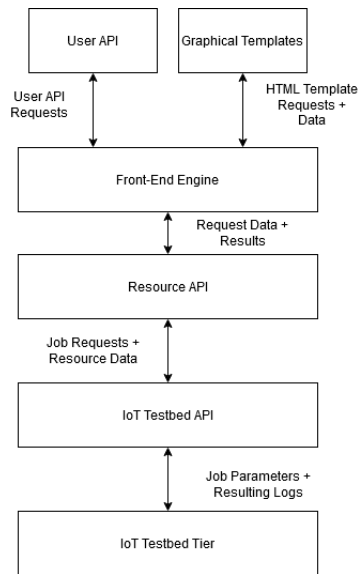 User API
Graphical Templates
User API
Requests
HTML Template
Requests +
Data
Front-End Engine
Request Data +
Results
Resource API
Job Requests +
Resource Data
IoT Testbed API
Job Parameters +
Resulting Logs
IoT Testbed Tier